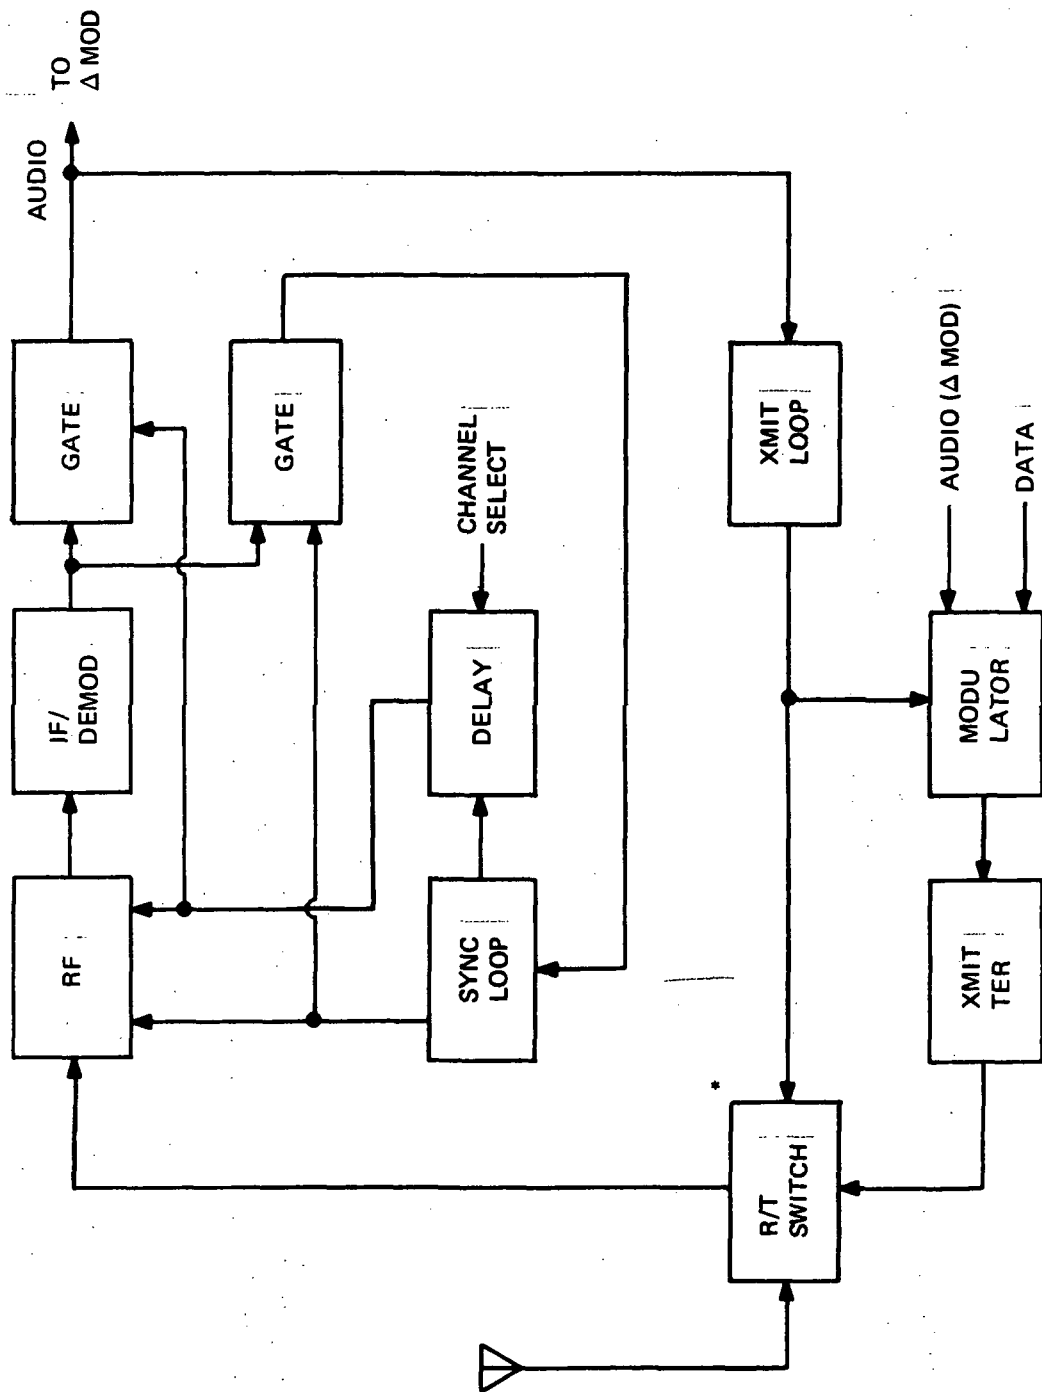 AUDIO
TO
Δ MOD
RF
IF/
DEMOD
GATE
GATE
SYNC
LOOP
DELAY
CHANNEL
SELECT
R/T
SWITCH
XMIT
LOOP
XMIT
TER
MODU
LATOR
AUDIO (Δ MOD)
DATA
*